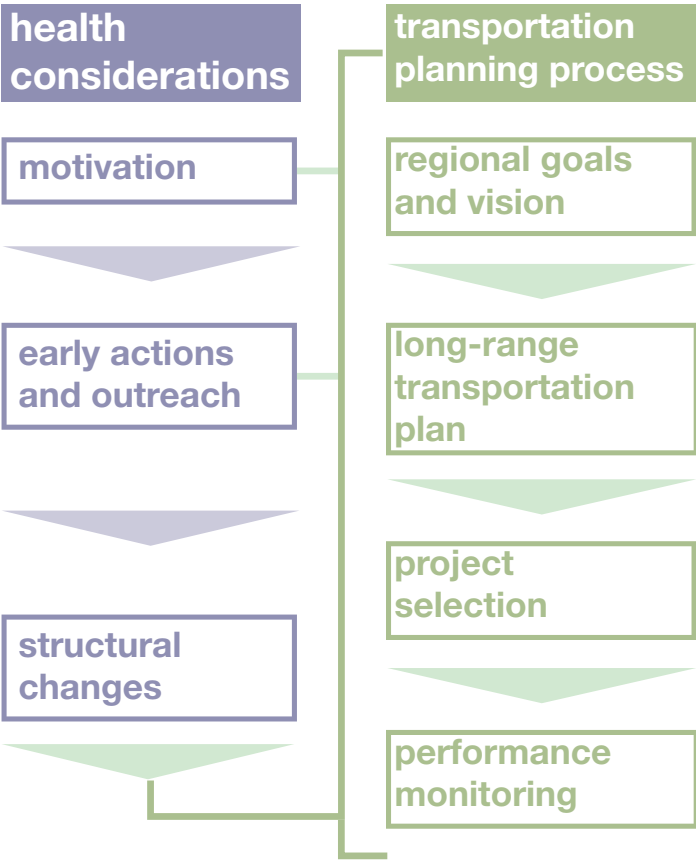 health
considerations
motivation
early actions
and outreach
structural
changes
transportation
planning process
regional goals
and vision
long-range
transportation
plan
project
selection
performance
monitoring